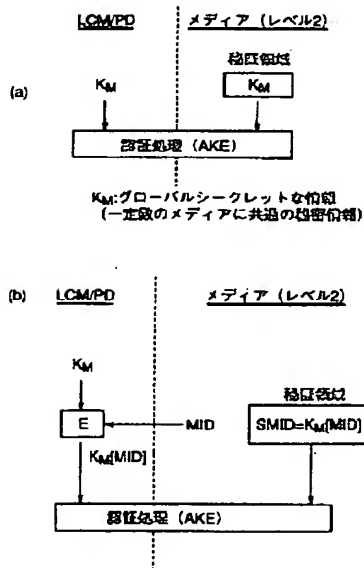 LCM/PD メディア (レベル2)
秘匿領域
(a) KM KM
認証処理 (AKE)
KM:グローバルシークレットな情報
(一定数のメディアに共通の秘密情報)
(b) LCM/PD メディア (レベル2)
KM
秘匿領域
E MID SMID=KM[MID]
KM[MID]
認証処理 (AKE)